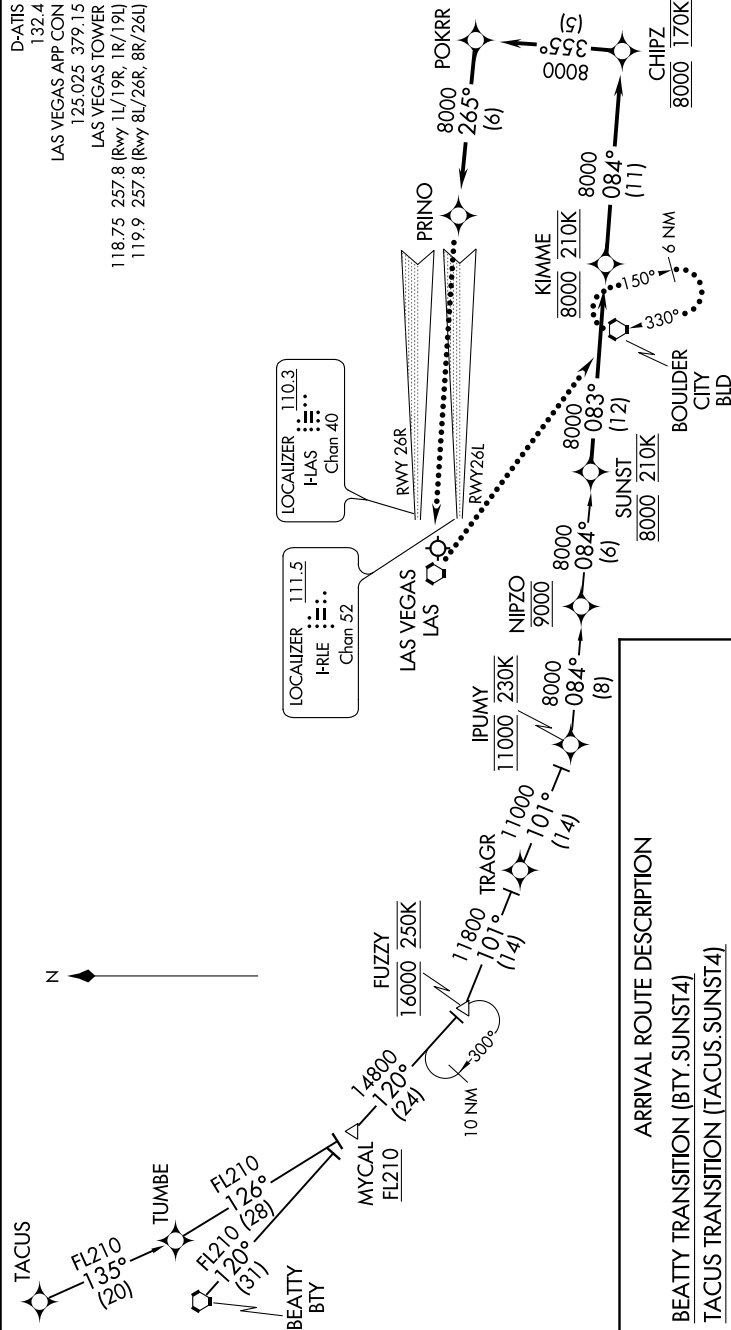 D-ATIS
132.4
LAS VEGAS APP CON
125.025 379.15
LAS VEGAS TOWER
118.75 257.8 (Rwy 1L/19R, 1R/19L)
119.9 257.8 (Rwy 8L/26R, 8R/26L)
N
TACUS
FL210
135°
(20)
TUMBE
FL210
126°
(28)
BEATTY
BTY
FL210
120°
(31)
MYCAL
FL210
14800
120°
(24)
FUZZY
16000 250K
10 NM
300°
11800
101°
(14)
TRAGR
11000
101°
(14)
IPUMY
11000 230K
8000
084°
(8)
NIPZO
9000
8000
084°
(6)
SUNST
8000 210K
8000
083°
(12)
KIMME
8000 210K
150°
6 NM
330°
BOULDER
CITY
BLD
8000
084°
(11)
CHIPZ
8000 170K
8000
355°
(5)
POKRR
8000
265°
(6)
PRINO
RWY 26R
RWY26L
LOCALIZER 110.3
I-LAS
Chan 40
LOCALIZER 111.5
I-RLE
Chan 52
LAS VEGAS
LAS
ARRIVAL ROUTE DESCRIPTION
BEATTY TRANSITION (BTY.SUNST4)
TACUS TRANSITION (TACUS.SUNST4)